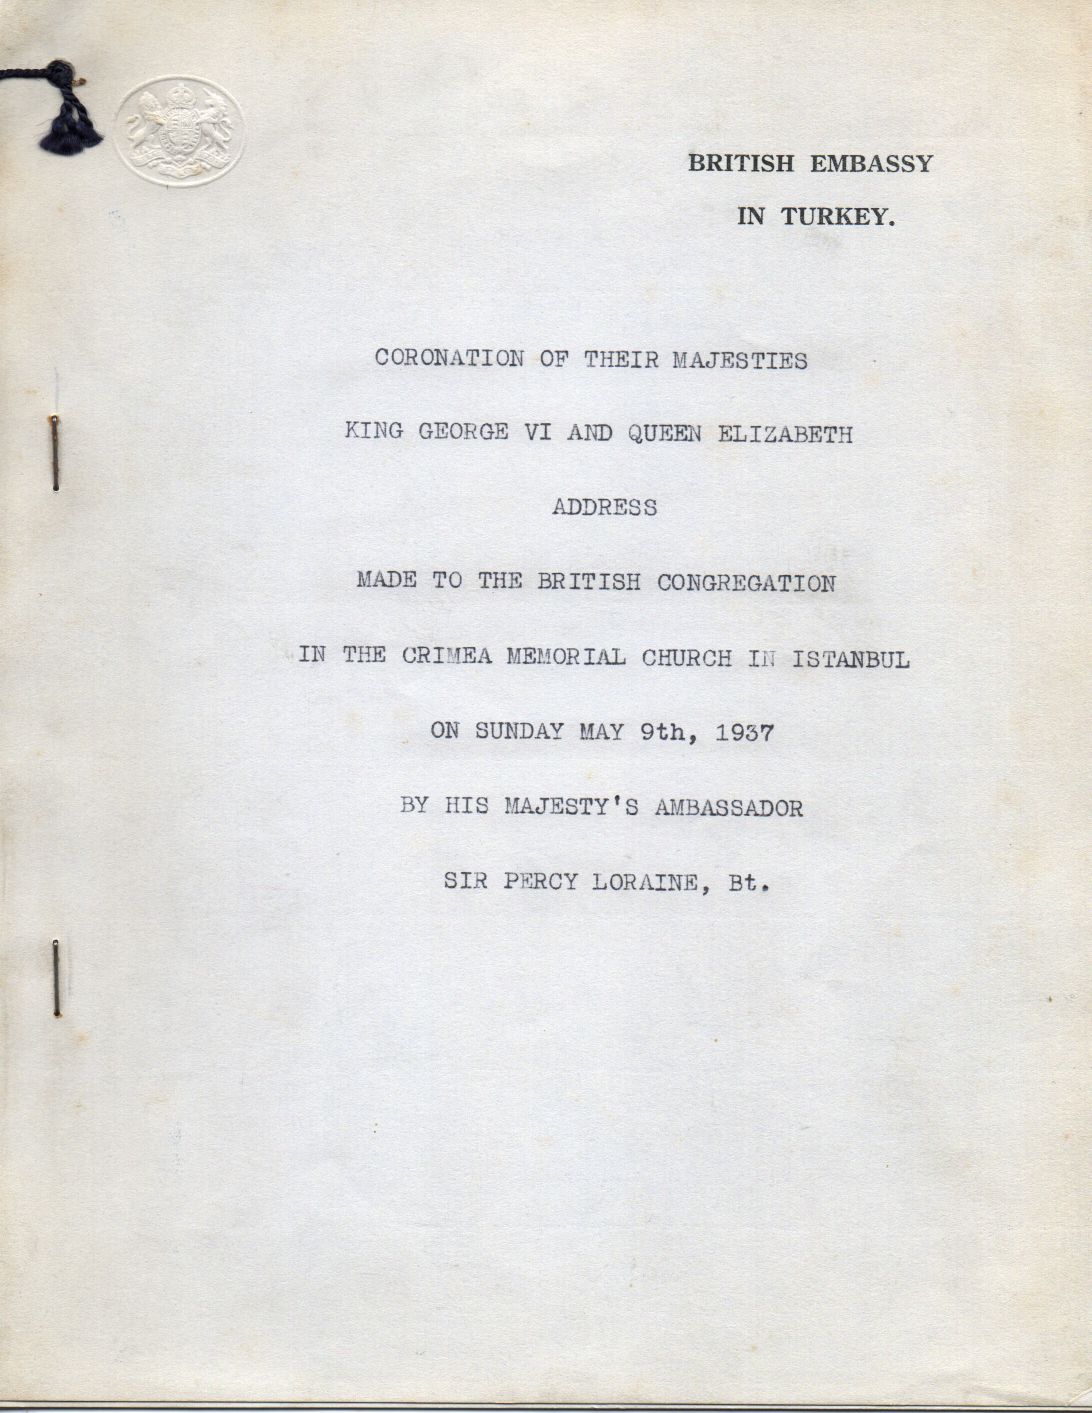 BRITISH EMBASSY
IN TURKEY.
CORONATION OF THEIR MAJESTIES
KING GEORGE VI AND QUEEN ELIZABETH
ADDRESS
MADE TO THE BRITISH CONGREGATION
IN THE CRIMEA MEMORIAL CHURCH IN ISTANBUL
ON SUNDAY MAY 9th, 1937
BY HIS MAJESTY'S AMBASSADOR
SIR PERCY LORAINE, Bt.